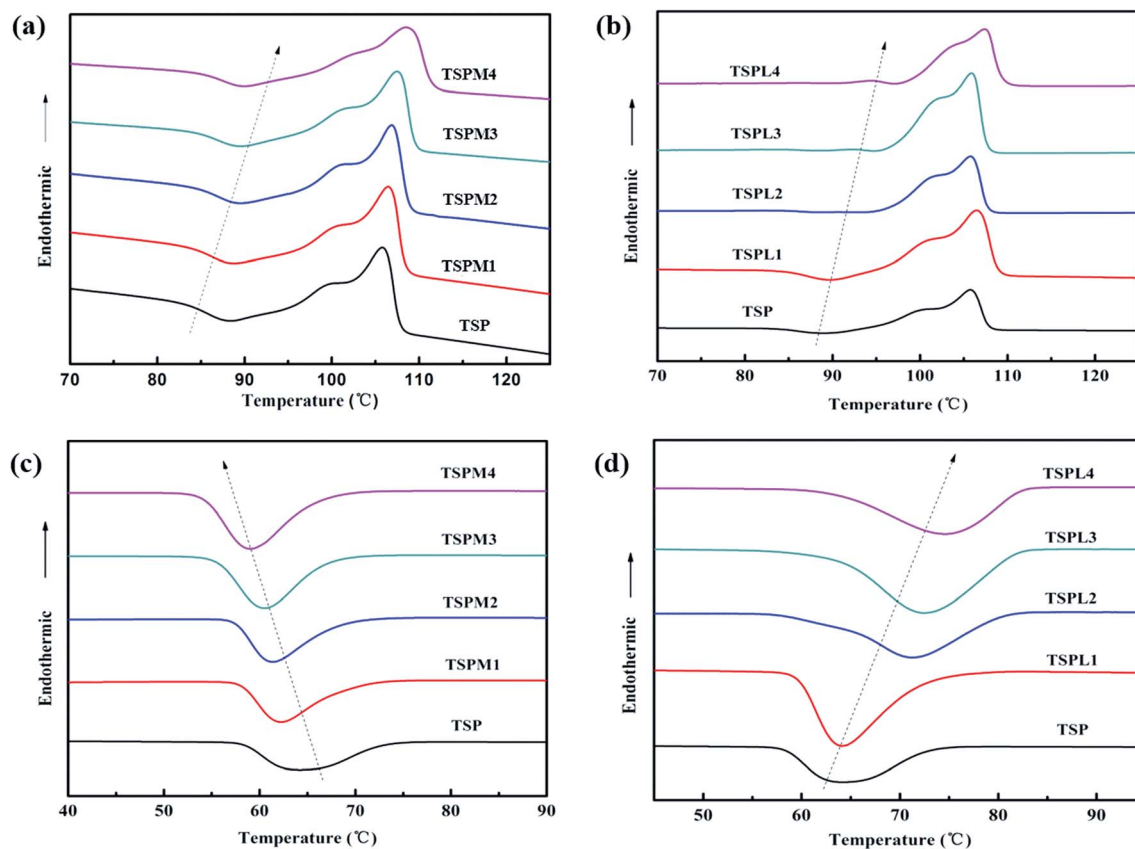 (a)
TSPM4
TSPM3
TSPM2
TSPM1
TSP
Endothermic
70 80 90 100 110 120
Temperature (℃)
(b)
TSPL4
TSPL3
TSPL2
TSPL1
TSP
Endothermic
70 80 90 100 110 120
Temperature (℃)
(c)
TSPM4
TSPM3
TSPM2
TSPM1
TSP
Endothermic
40 50 60 70 80 90
Temperature (℃)
(d)
TSPL4
TSPL3
TSPL2
TSPL1
TSP
Endothermic
50 60 70 80 90
Temperature (℃)